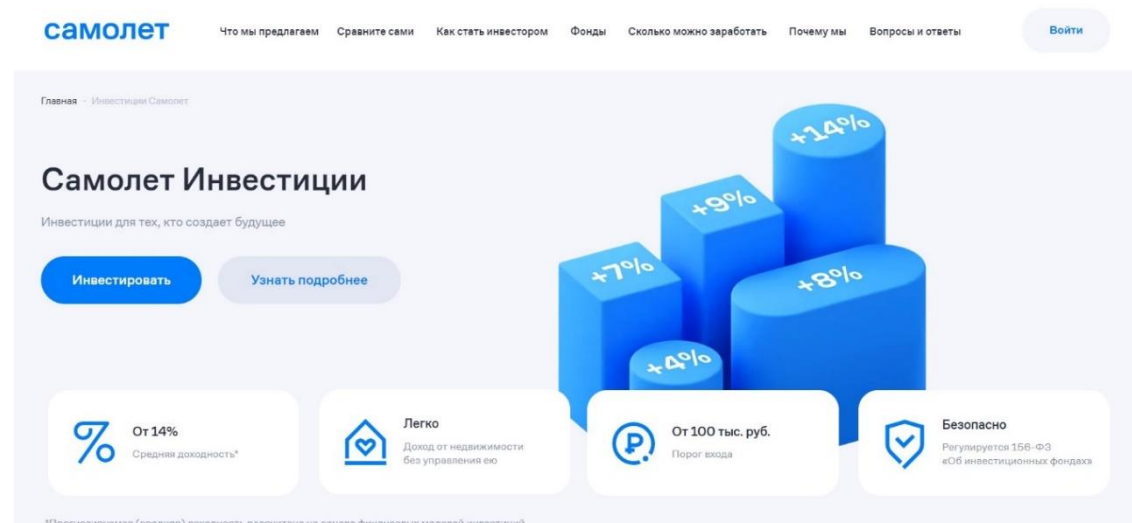 самолет
Что мы предлагаем Сравните сами Как стать инвестором Фонды Сколько можно заработать Почему мы Вопросы и ответы Войти
Главная - Инвестиции Самолет
Самолет Инвестиции
Инвестиции для тех, кто создает будущее
Инвестировать Узнать подробнее
+14%
+9%
+7%
+8%
+4%
От 14%
Средняя доходность*
Легко
Доход от недвижимости
без управления ею
От 100 тыс. руб.
Порог входа
Безопасно
Регулируется 156-ФЗ
«Об инвестиционных фондах»